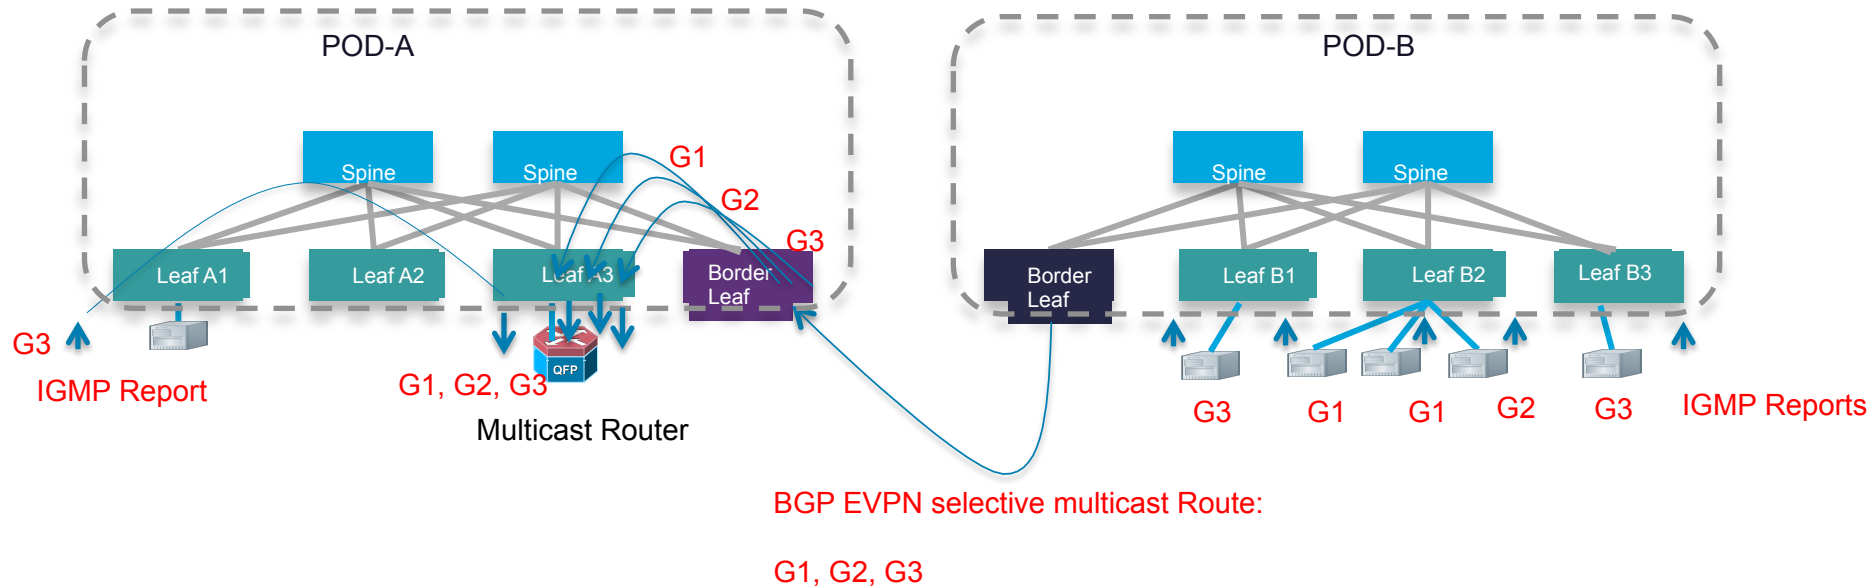 POD-A
POD-B
Spine
Spine
G1
G2
G3
Spine
Spine
Leaf A1
Leaf A2
Leaf A3
Border
Leaf
Border
Leaf
Leaf B1
Leaf B2
Leaf B3
G3
IGMP Report
QFP
G1, G2, G3
Multicast Router
G3
G1
G1
G2
G3
IGMP Reports
BGP EVPN selective multicast Route:
G1, G2, G3